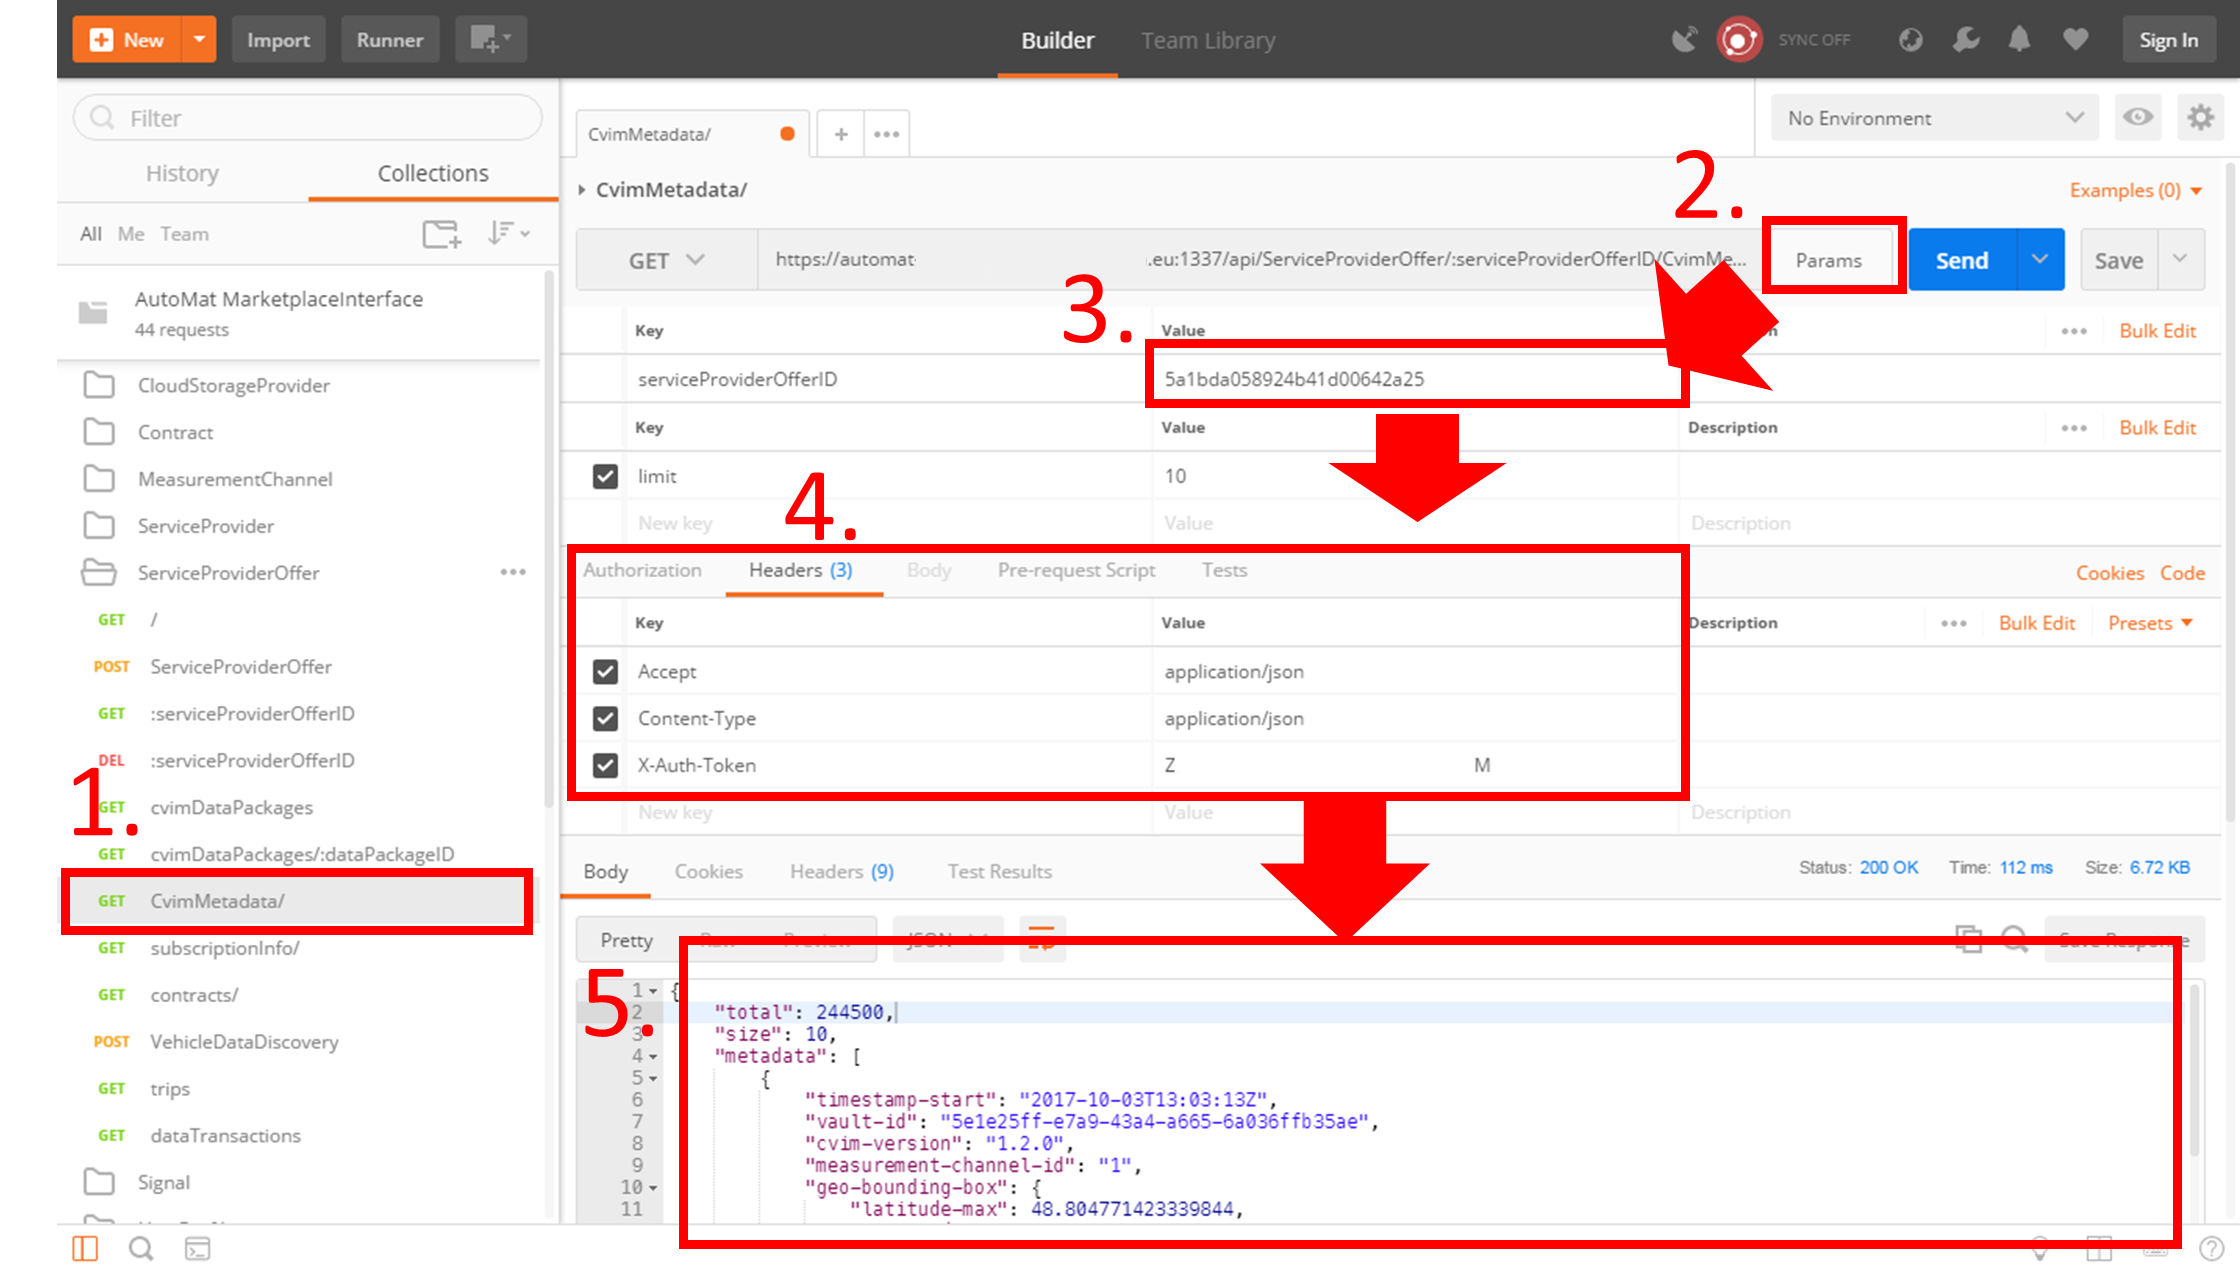 New Import Runner Builder Team Library SYNC OFF Sign In
Filter
History Collections
All Me Team
AutoMat MarketplaceInterface
44 requests
CloudStorageProvider
Contract
MeasurementChannel
ServiceProvider
ServiceProviderOffer
GET /
POST ServiceProviderOffer
GET :serviceProviderOfferID
DEL :serviceProviderOfferID
1.
GET cvimDataPackages
GET cvimDataPackages/:dataPackageID
GET CvimMetadata/
GET subscriptionInfo/
GET contracts/
POST VehicleDataDiscovery
GET trips
GET dataTransactions
Signal
CvimMetadata/ + No Environment
CvimMetadata/ 2. Examples (0)
GET https://automat- .eu:1337/api/ServiceProviderOffer/:serviceProviderOfferID/CvimMe... Params Send Save
3.
Key Value Bulk Edit
serviceProviderOfferID 5a1bda058924b41d00642a25
Key Value Description Bulk Edit
limit 10
New key Value Description
4.
Authorization Headers (3) Body Pre-request Script Tests Cookies Code
Key Value Description Bulk Edit Presets
Accept application/json
Content-Type application/json
X-Auth-Token Z M
New key Value Description
Body Cookies Headers (9) Test Results Status: 200 OK Time: 112 ms Size: 6.72 KB
Pretty Raw Preview JSON Save Response
5.
1 {
2 "total": 244500,
3 "size": 10,
4 "metadata": [
5 {
6 "timestamp-start": "2017-10-03T13:03:13Z",
7 "vault-id": "5e1e25ff-e7a9-43a4-a665-6a036ffb35ae",
8 "cvim-version": "1.2.0",
9 "measurement-channel-id": "1",
10 "geo-bounding-box": {
11 "latitude-max": 48.804771423339844,